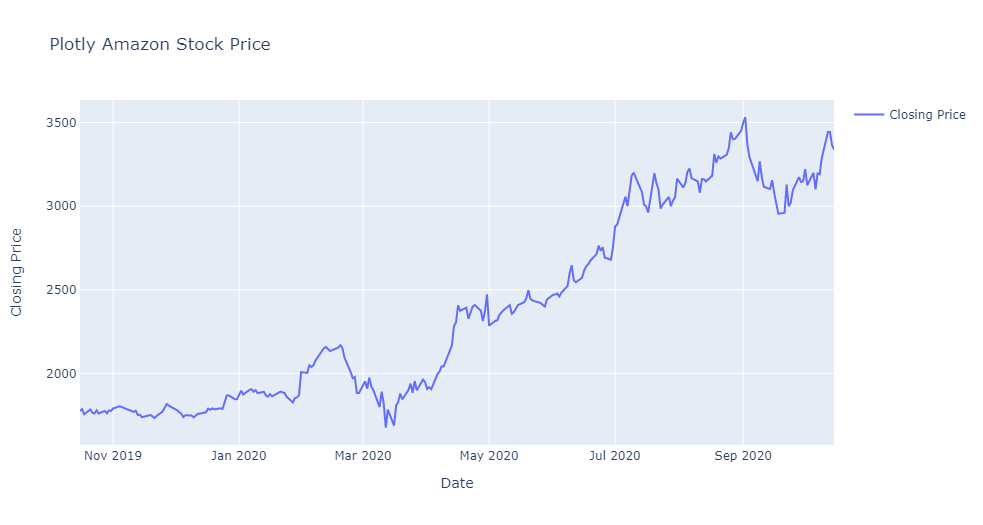 Plotly Amazon Stock Price
Closing Price
3500
3000
2500
2000
Closing Price
Nov 2019 Jan 2020 Mar 2020 May 2020 Jul 2020 Sep 2020
Date